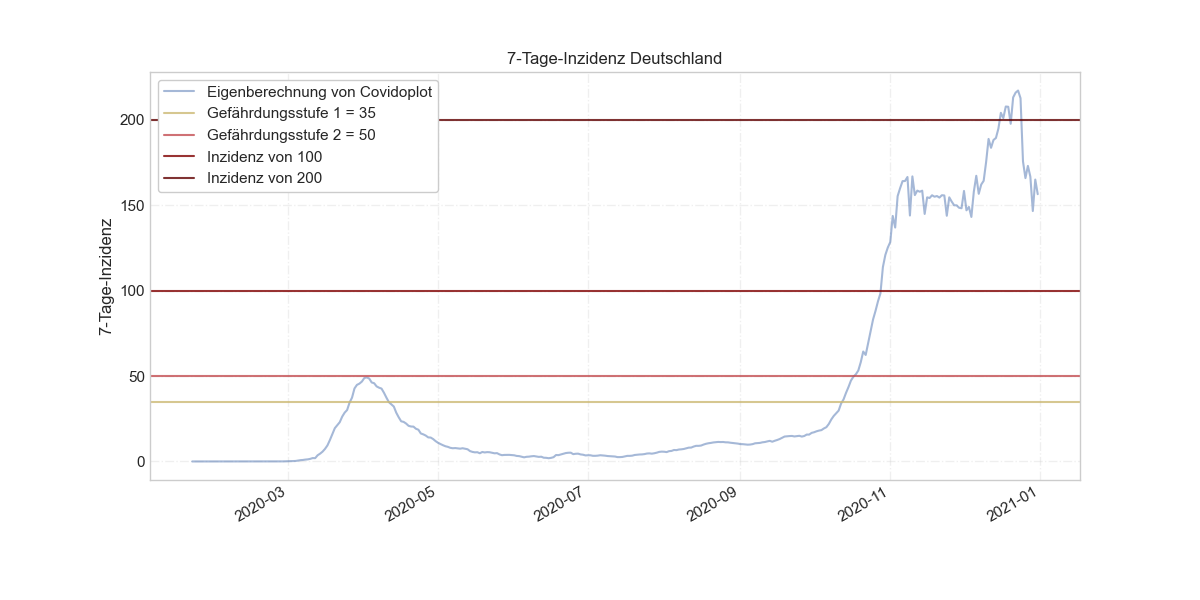 7-Tage-Inzidenz Deutschland
Eigenberechnung von Covidoplot
Gefährdungsstufe 1 = 35
Gefährdungsstufe 2 = 50
Inzidenz von 100
Inzidenz von 200
7-Tage-Inzidenz
200
150
100
50
0
2020-03
2020-05
2020-07
2020-09
2020-11
2021-01